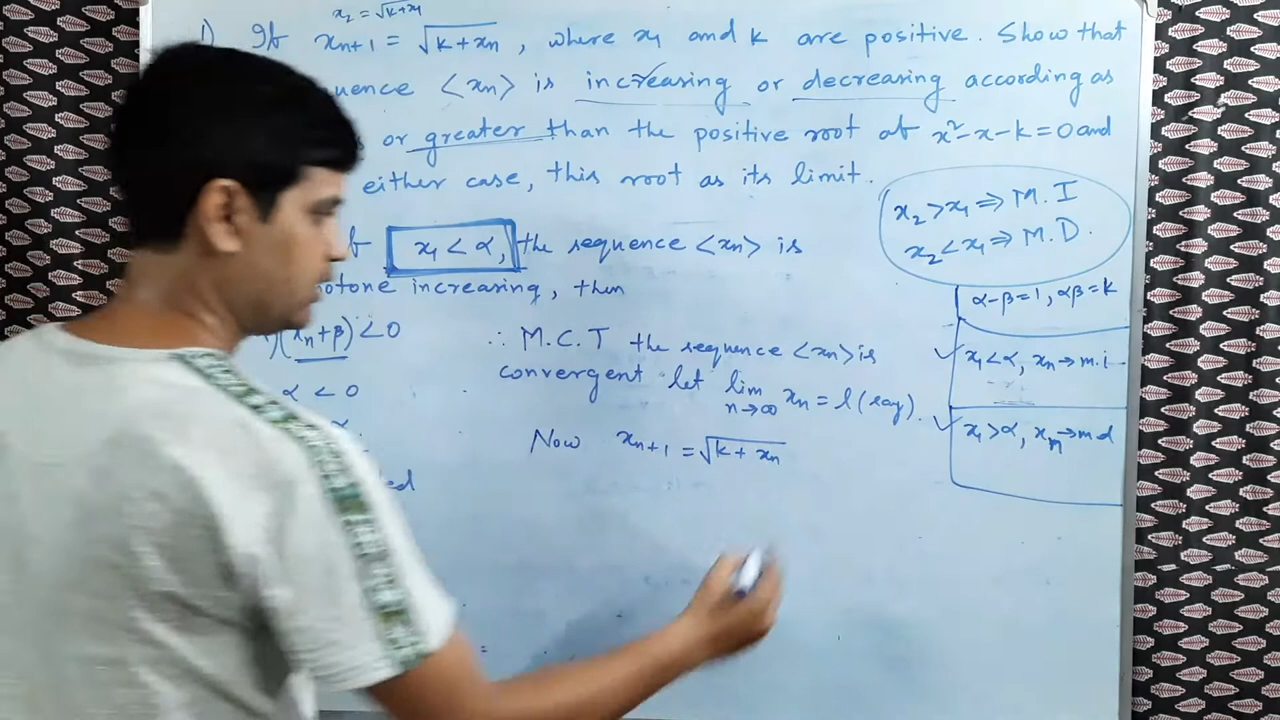 x₂ = √k+x₁
1) If xₙ₊₁ = √k+xₙ , where x₁ and k are positive. Show that
uence <xₙ> is increasing or decreasing according as
or greater than the positive root at x²-x-k=0 and
either case, this root as its limit.
x₁ < α, the sequence <xₙ> is
otone increasing, then
(xₙ+β) < 0
α < 0
ed
∴ M.C.T the sequence <xₙ> is
convergent let lim n→∞ xₙ = l (say).
Now xₙ₊₁ = √k + xₙ
x₂>x₁ ⇒ M.I
x₂<x₁ ⇒ M.D.
α-β=1, αβ=k
✓ x₁<α, xₙ→m.i
✓ x₁>α, xₙ→m.d